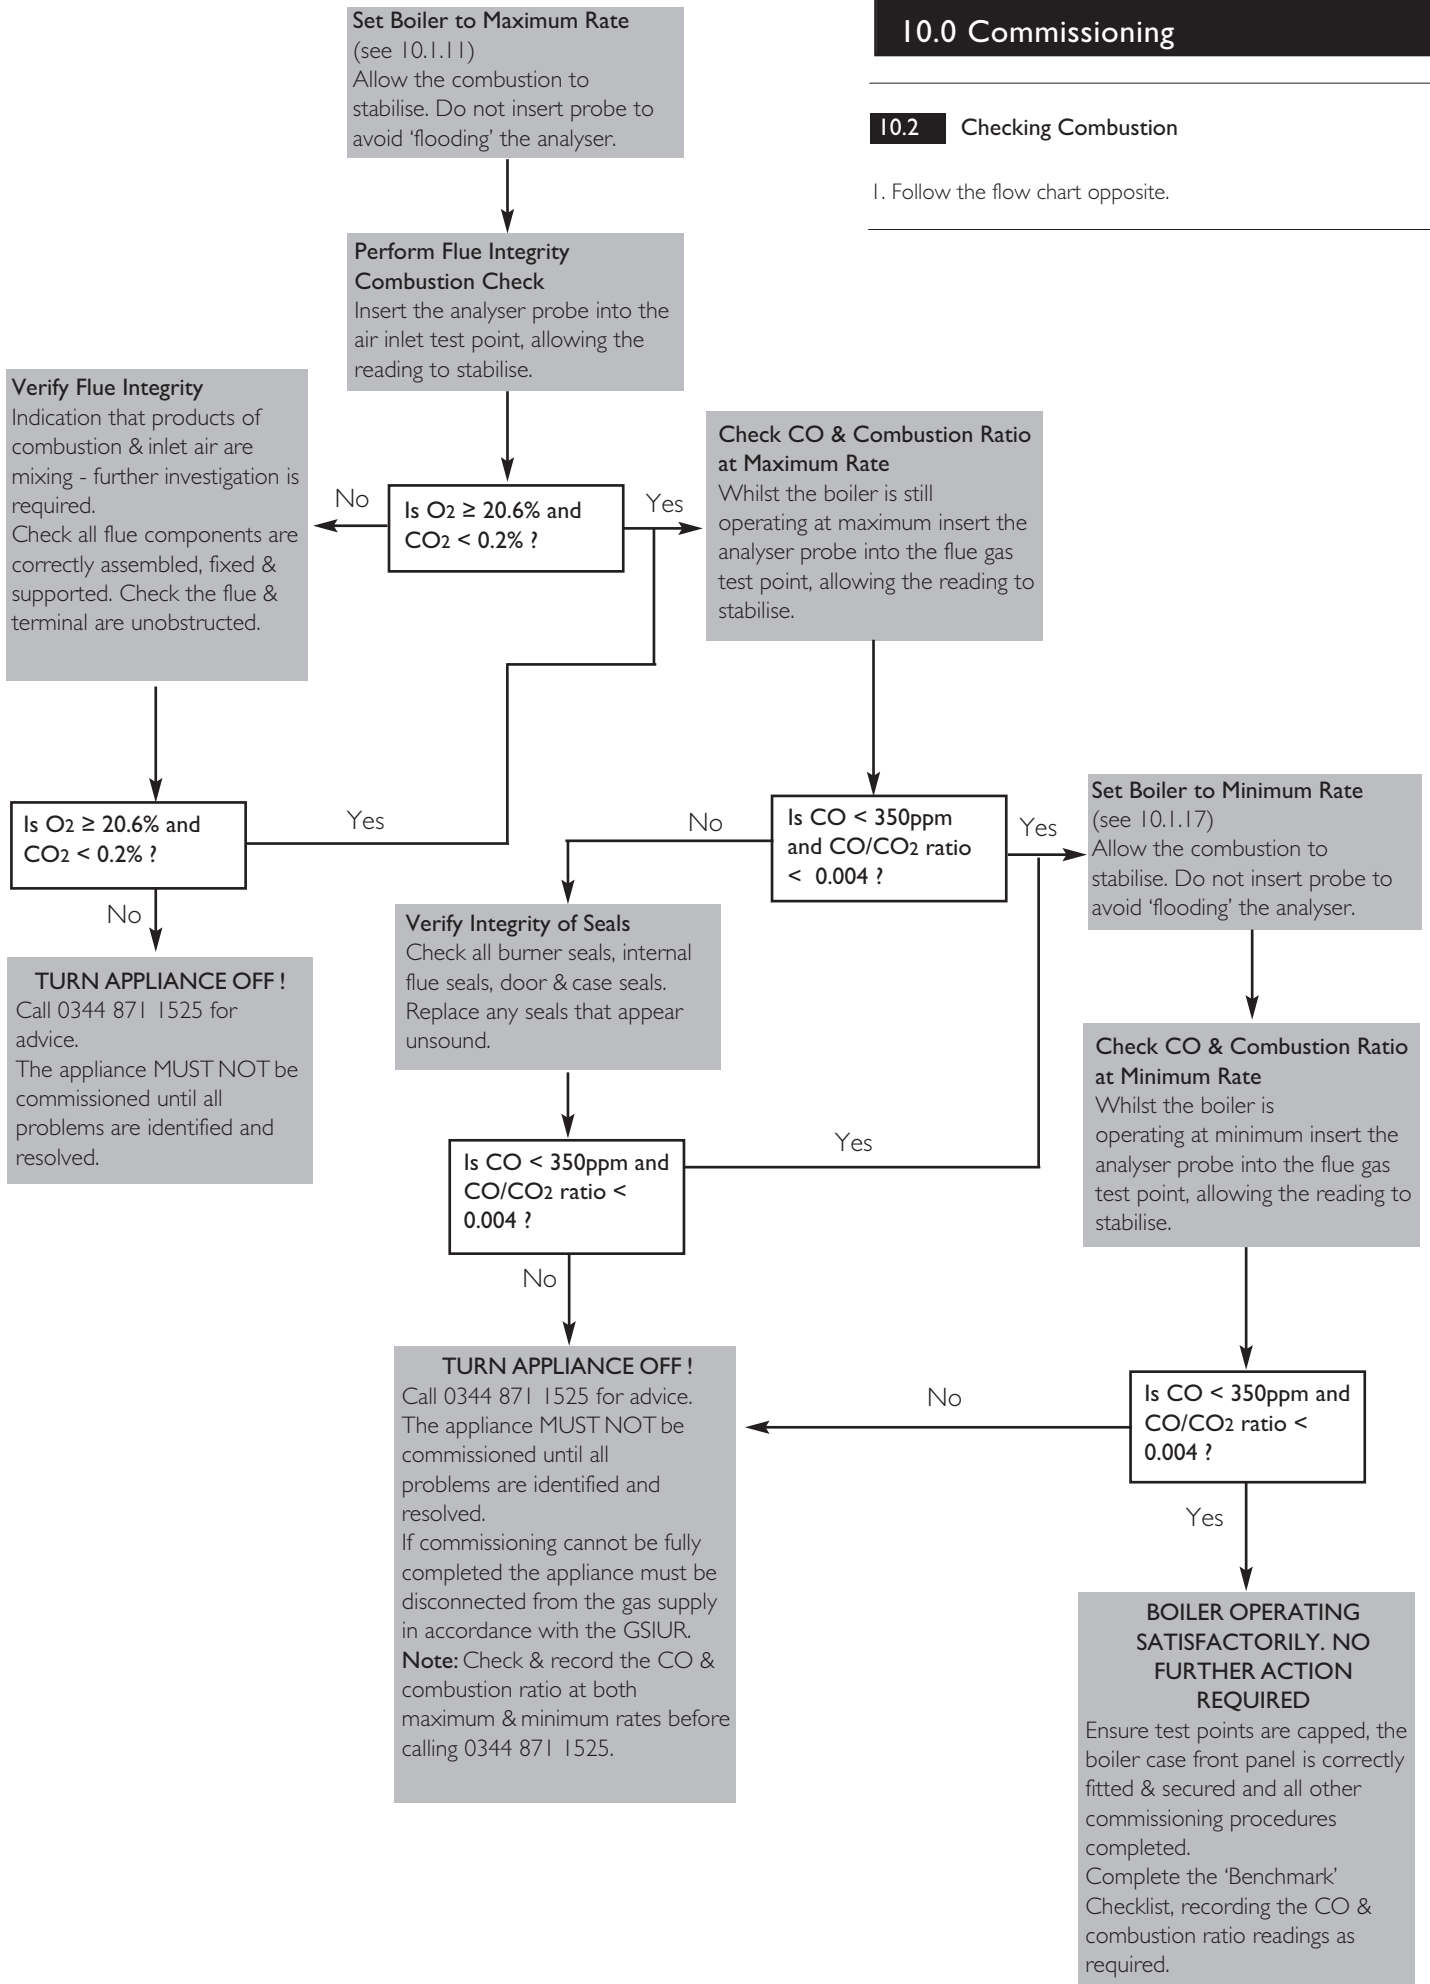 10.0 Commissioning
10.2 Checking Combustion
1. Follow the flow chart opposite.
Set Boiler to Maximum Rate
(see 10.1.11)
Allow the combustion to
stabilise. Do not insert probe to
avoid ‘flooding’ the analyser.
Perform Flue Integrity
Combustion Check
Insert the analyser probe into the
air inlet test point, allowing the
reading to stabilise.
Is O2 ≥ 20.6% and
CO2 < 0.2% ?
No
Yes
Verify Flue Integrity
Indication that products of
combustion & inlet air are
mixing - further investigation is
required.
Check all flue components are
correctly assembled, fixed &
supported. Check the flue &
terminal are unobstructed.
Is O2 ≥ 20.6% and
CO2 < 0.2% ?
Yes
No
TURN APPLIANCE OFF !
Call 0344 871 1525 for
advice.
The appliance MUST NOT be
commissioned until all
problems are identified and
resolved.
Check CO & Combustion Ratio
at Maximum Rate
Whilst the boiler is still
operating at maximum insert the
analyser probe into the flue gas
test point, allowing the reading to
stabilise.
Is CO < 350ppm
and CO/CO2 ratio
< 0.004 ?
No
Yes
Verify Integrity of Seals
Check all burner seals, internal
flue seals, door & case seals.
Replace any seals that appear
unsound.
Is CO < 350ppm and
CO/CO2 ratio <
0.004 ?
Yes
No
TURN APPLIANCE OFF !
Call 0344 871 1525 for advice.
The appliance MUST NOT be
commissioned until all
problems are identified and
resolved.
If commissioning cannot be fully
completed the appliance must be
disconnected from the gas supply
in accordance with the GSIUR.
Note: Check & record the CO &
combustion ratio at both
maximum & minimum rates before
calling 0344 871 1525.
Set Boiler to Minimum Rate
(see 10.1.17)
Allow the combustion to
stabilise. Do not insert probe to
avoid ‘flooding’ the analyser.
Check CO & Combustion Ratio
at Minimum Rate
Whilst the boiler is
operating at minimum insert the
analyser probe into the flue gas
test point, allowing the reading to
stabilise.
Is CO < 350ppm and
CO/CO2 ratio <
0.004 ?
No
Yes
BOILER OPERATING
SATISFACTORILY. NO
FURTHER ACTION
REQUIRED
Ensure test points are capped, the
boiler case front panel is correctly
fitted & secured and all other
commissioning procedures
completed.
Complete the ‘Benchmark’
Checklist, recording the CO &
combustion ratio readings as
required.